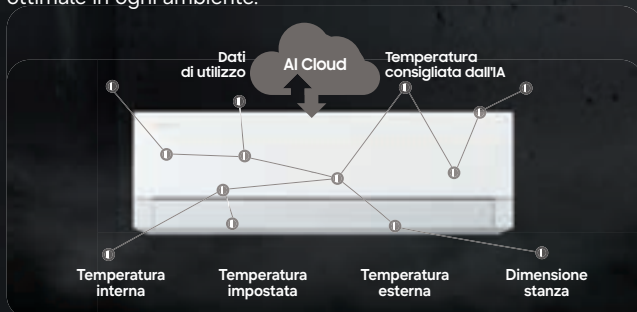 ottimale in ogni ambiente.
Dati
di utilizzo
AI Cloud
Temperatura
consigliata dall'IA
Temperatura
interna
Temperatura
impostata
Temperatura
esterna
Dimensione
stanza